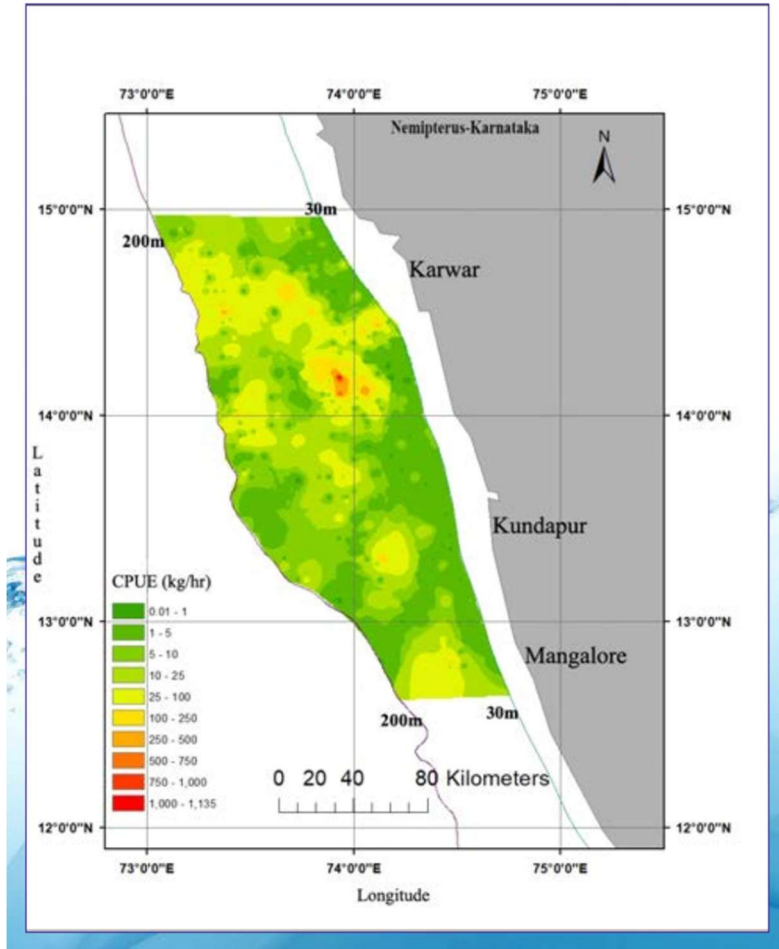 73°0'0"E 74°0'0"E 75°0'0"E
Nemipterus-Karnataka
N
15°0'0"N 30m 15°0'0"N
200m
Karwar
14°0'0"N 14°0'0"N
Latitude
Kundapur
CPUE (kg/hr)
0.01 - 1
1 - 5
5 - 10
10 - 25
25 - 100
100 - 250
250 - 500
500 - 750
750 - 1,000
1,000 - 1,135
13°0'0"N 13°0'0"N
Mangalore
200m 30m
0 20 40 80 Kilometers
12°0'0"N 12°0'0"N
73°0'0"E 74°0'0"E 75°0'0"E
Longitude